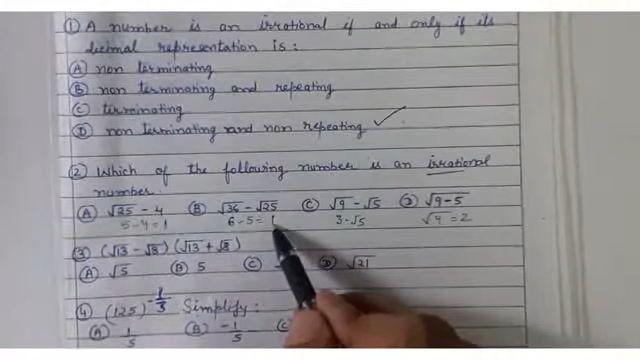 ① A number is an irrational if and only if its
decimal representation is:
Ⓐ non terminating
Ⓑ non terminating and repeating
Ⓒ terminating
Ⓓ non terminating and non repeating ✓
② Which of the following number is an irrational
number.
Ⓐ √25 - 4 Ⓑ √36 - √25 Ⓒ √9 - √5 Ⓓ √9-5
5-4=1 6-5=1 3-√5 √4=2
③ (√13 - √8)(√13 + √8)
Ⓐ √5 Ⓑ 5 Ⓒ Ⓓ √21
④ (125)^-1/3 Simplify:
Ⓐ 1/5 Ⓑ -1/5 Ⓒ